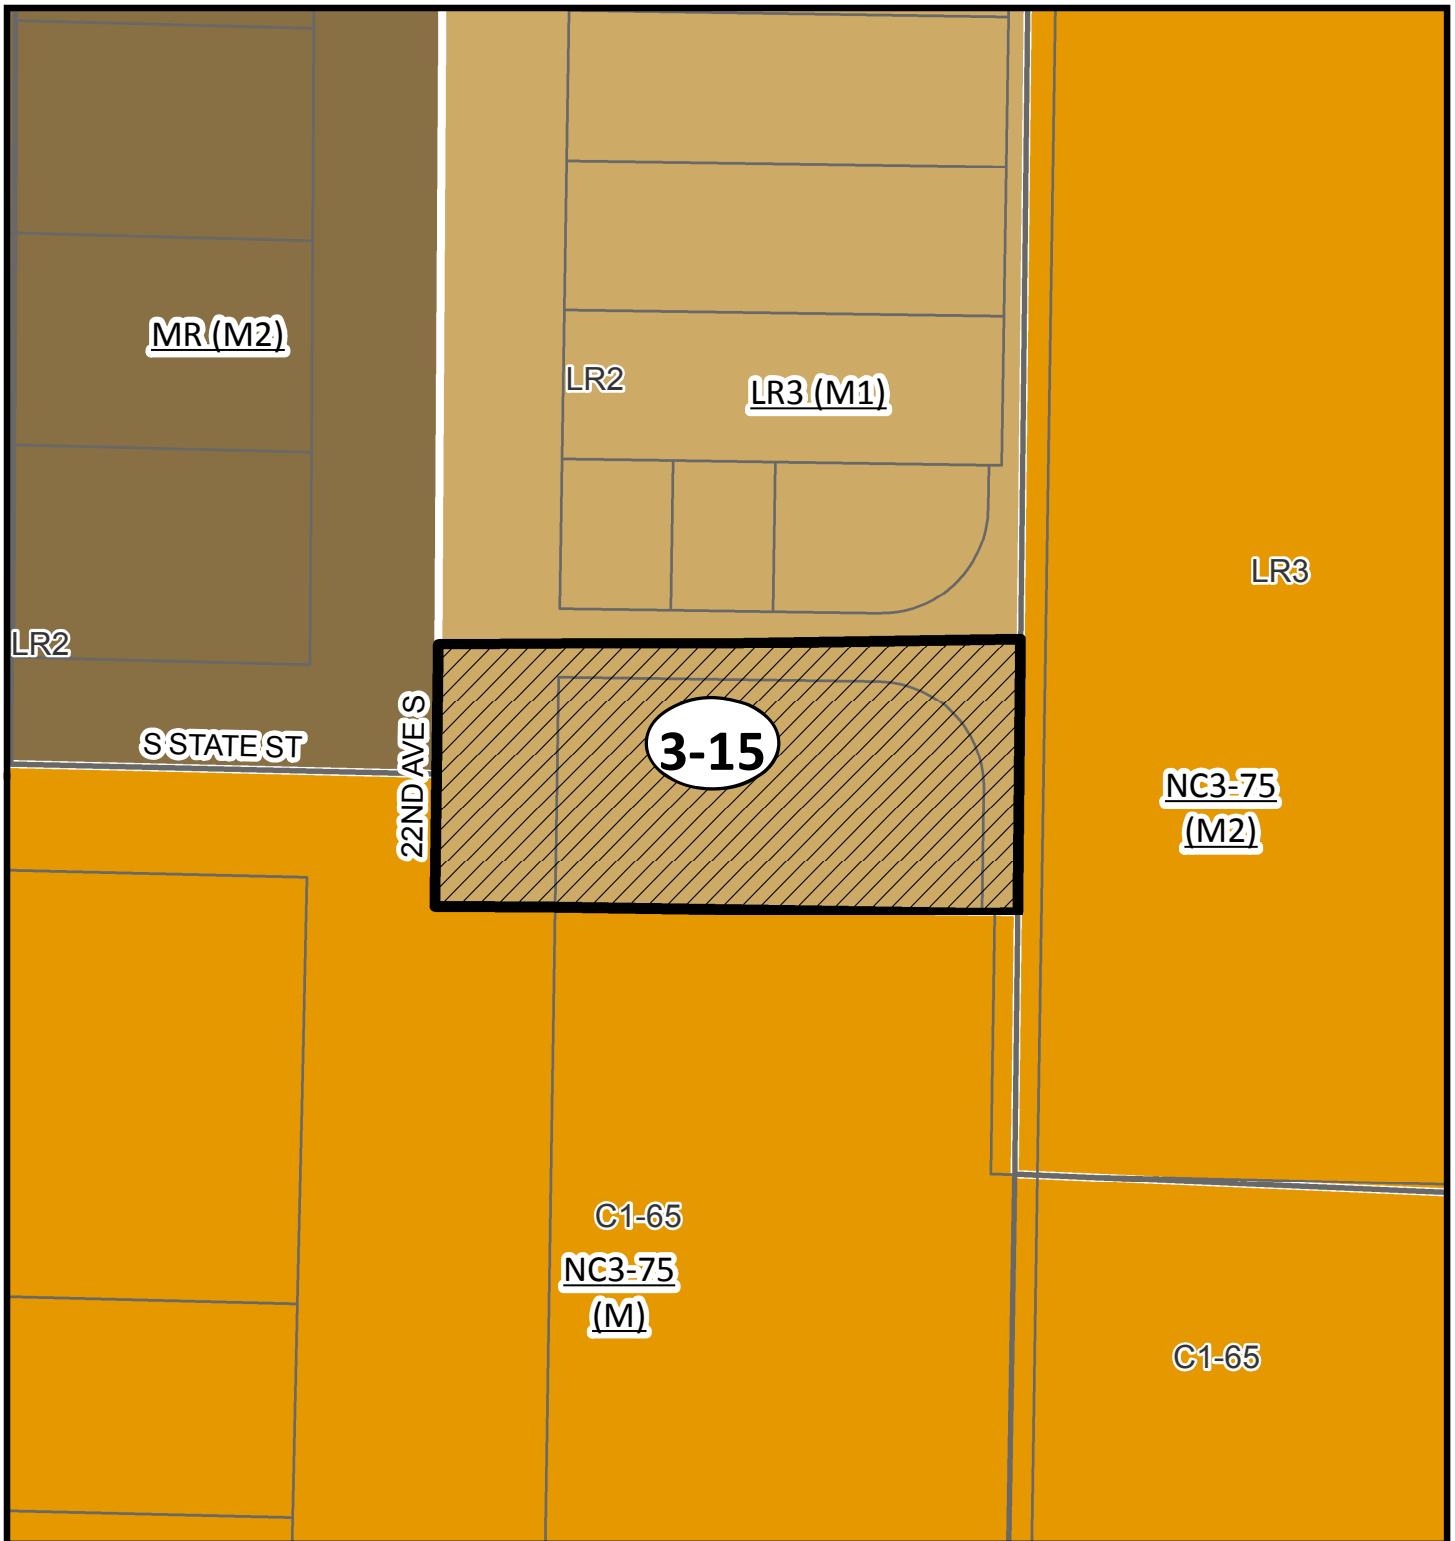 MR (M2)
LR2
LR3 (M1)
LR3
LR2
S STATE ST
22ND AVE S
3-15
NC3-75
(M2)
C1-65
NC3-75
(M)
C1-65